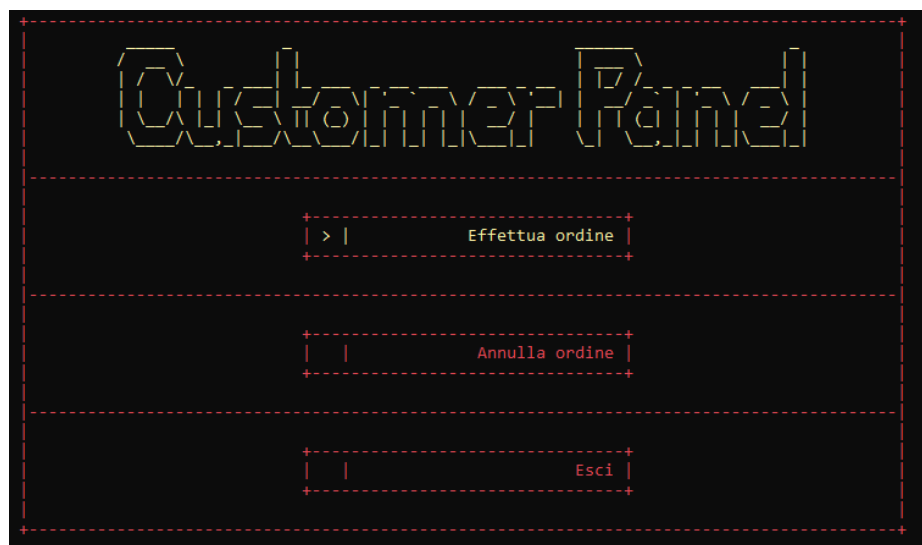 Customer Panel
> | Effettua ordine
Annulla ordine
Esci